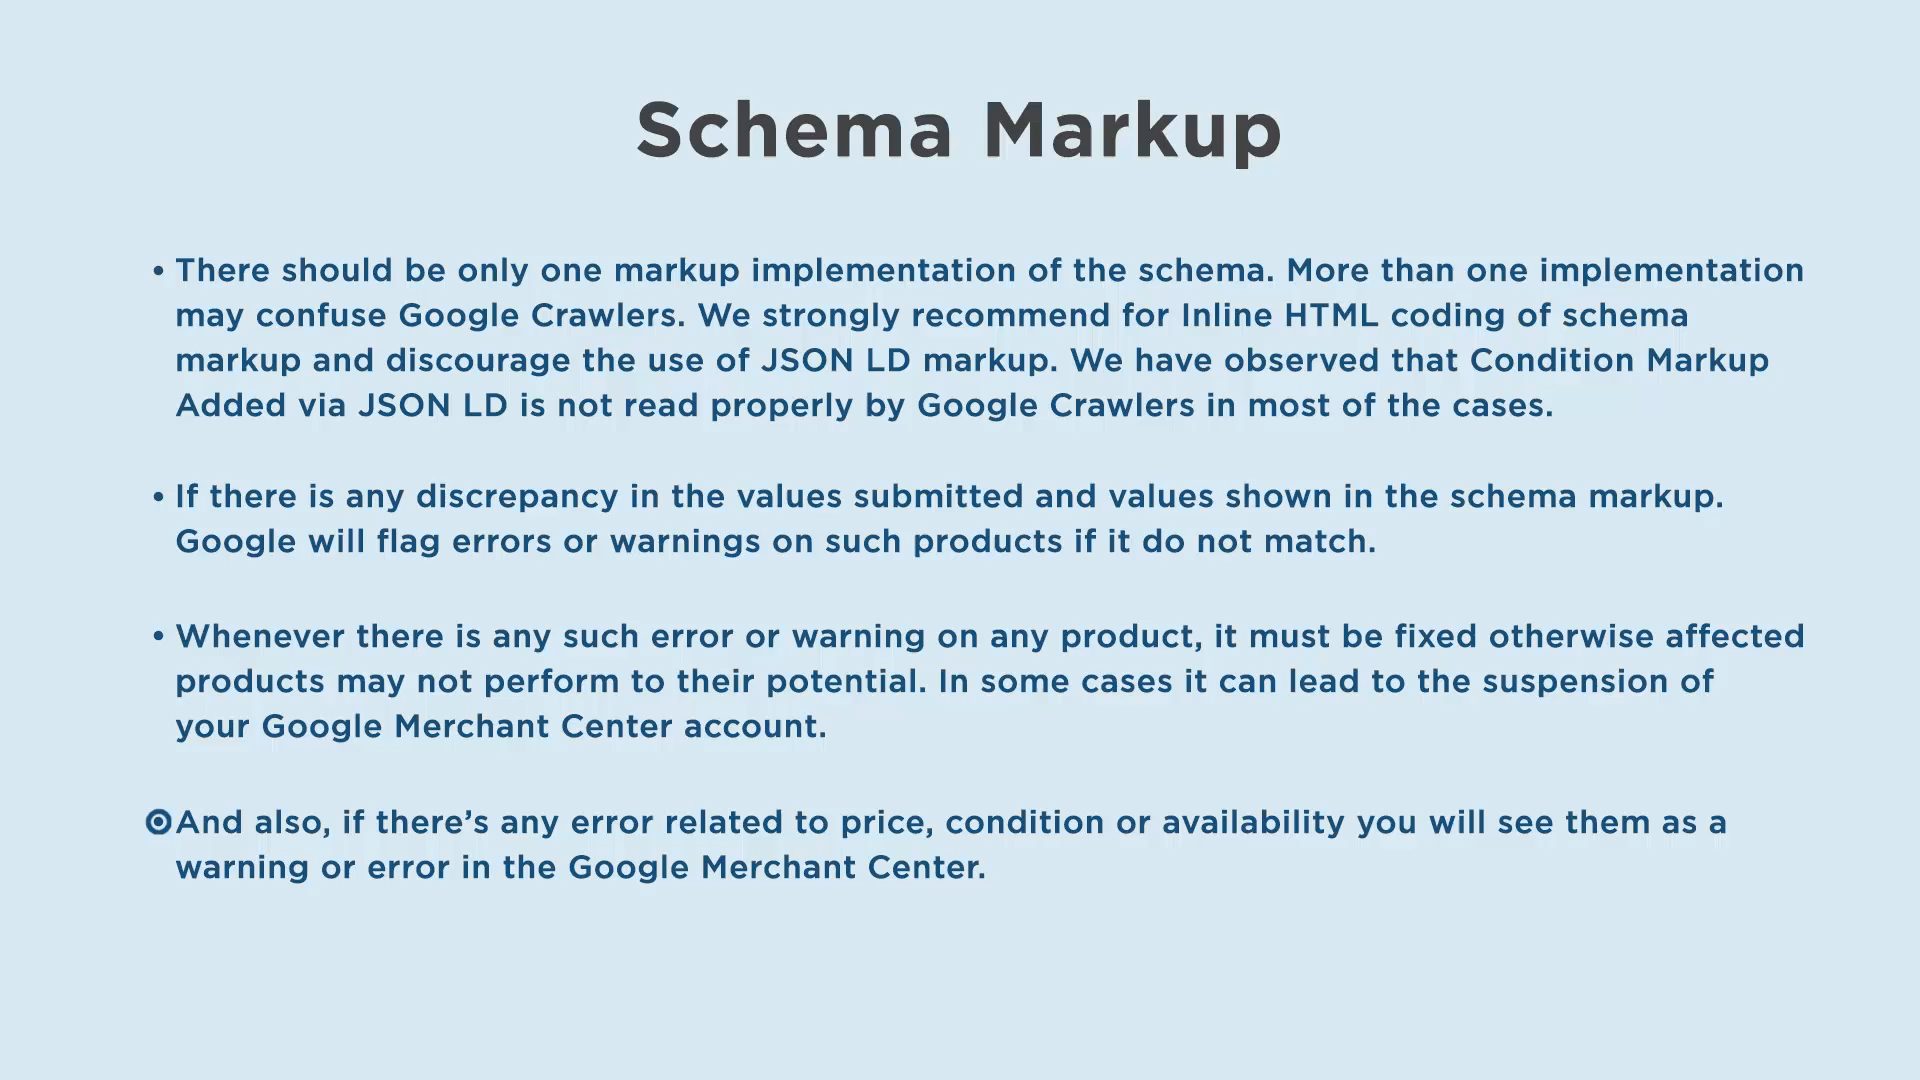 Schema Markup
• There should be only one markup implementation of the schema. More than one implementation
may confuse Google Crawlers. We strongly recommend for Inline HTML coding of schema
markup and discourage the use of JSON LD markup. We have observed that Condition Markup
Added via JSON LD is not read properly by Google Crawlers in most of the cases.
• If there is any discrepancy in the values submitted and values shown in the schema markup.
Google will flag errors or warnings on such products if it do not match.
• Whenever there is any such error or warning on any product, it must be fixed otherwise affected
products may not perform to their potential. In some cases it can lead to the suspension of
your Google Merchant Center account.
• And also, if there’s any error related to price, condition or availability you will see them as a
warning or error in the Google Merchant Center.